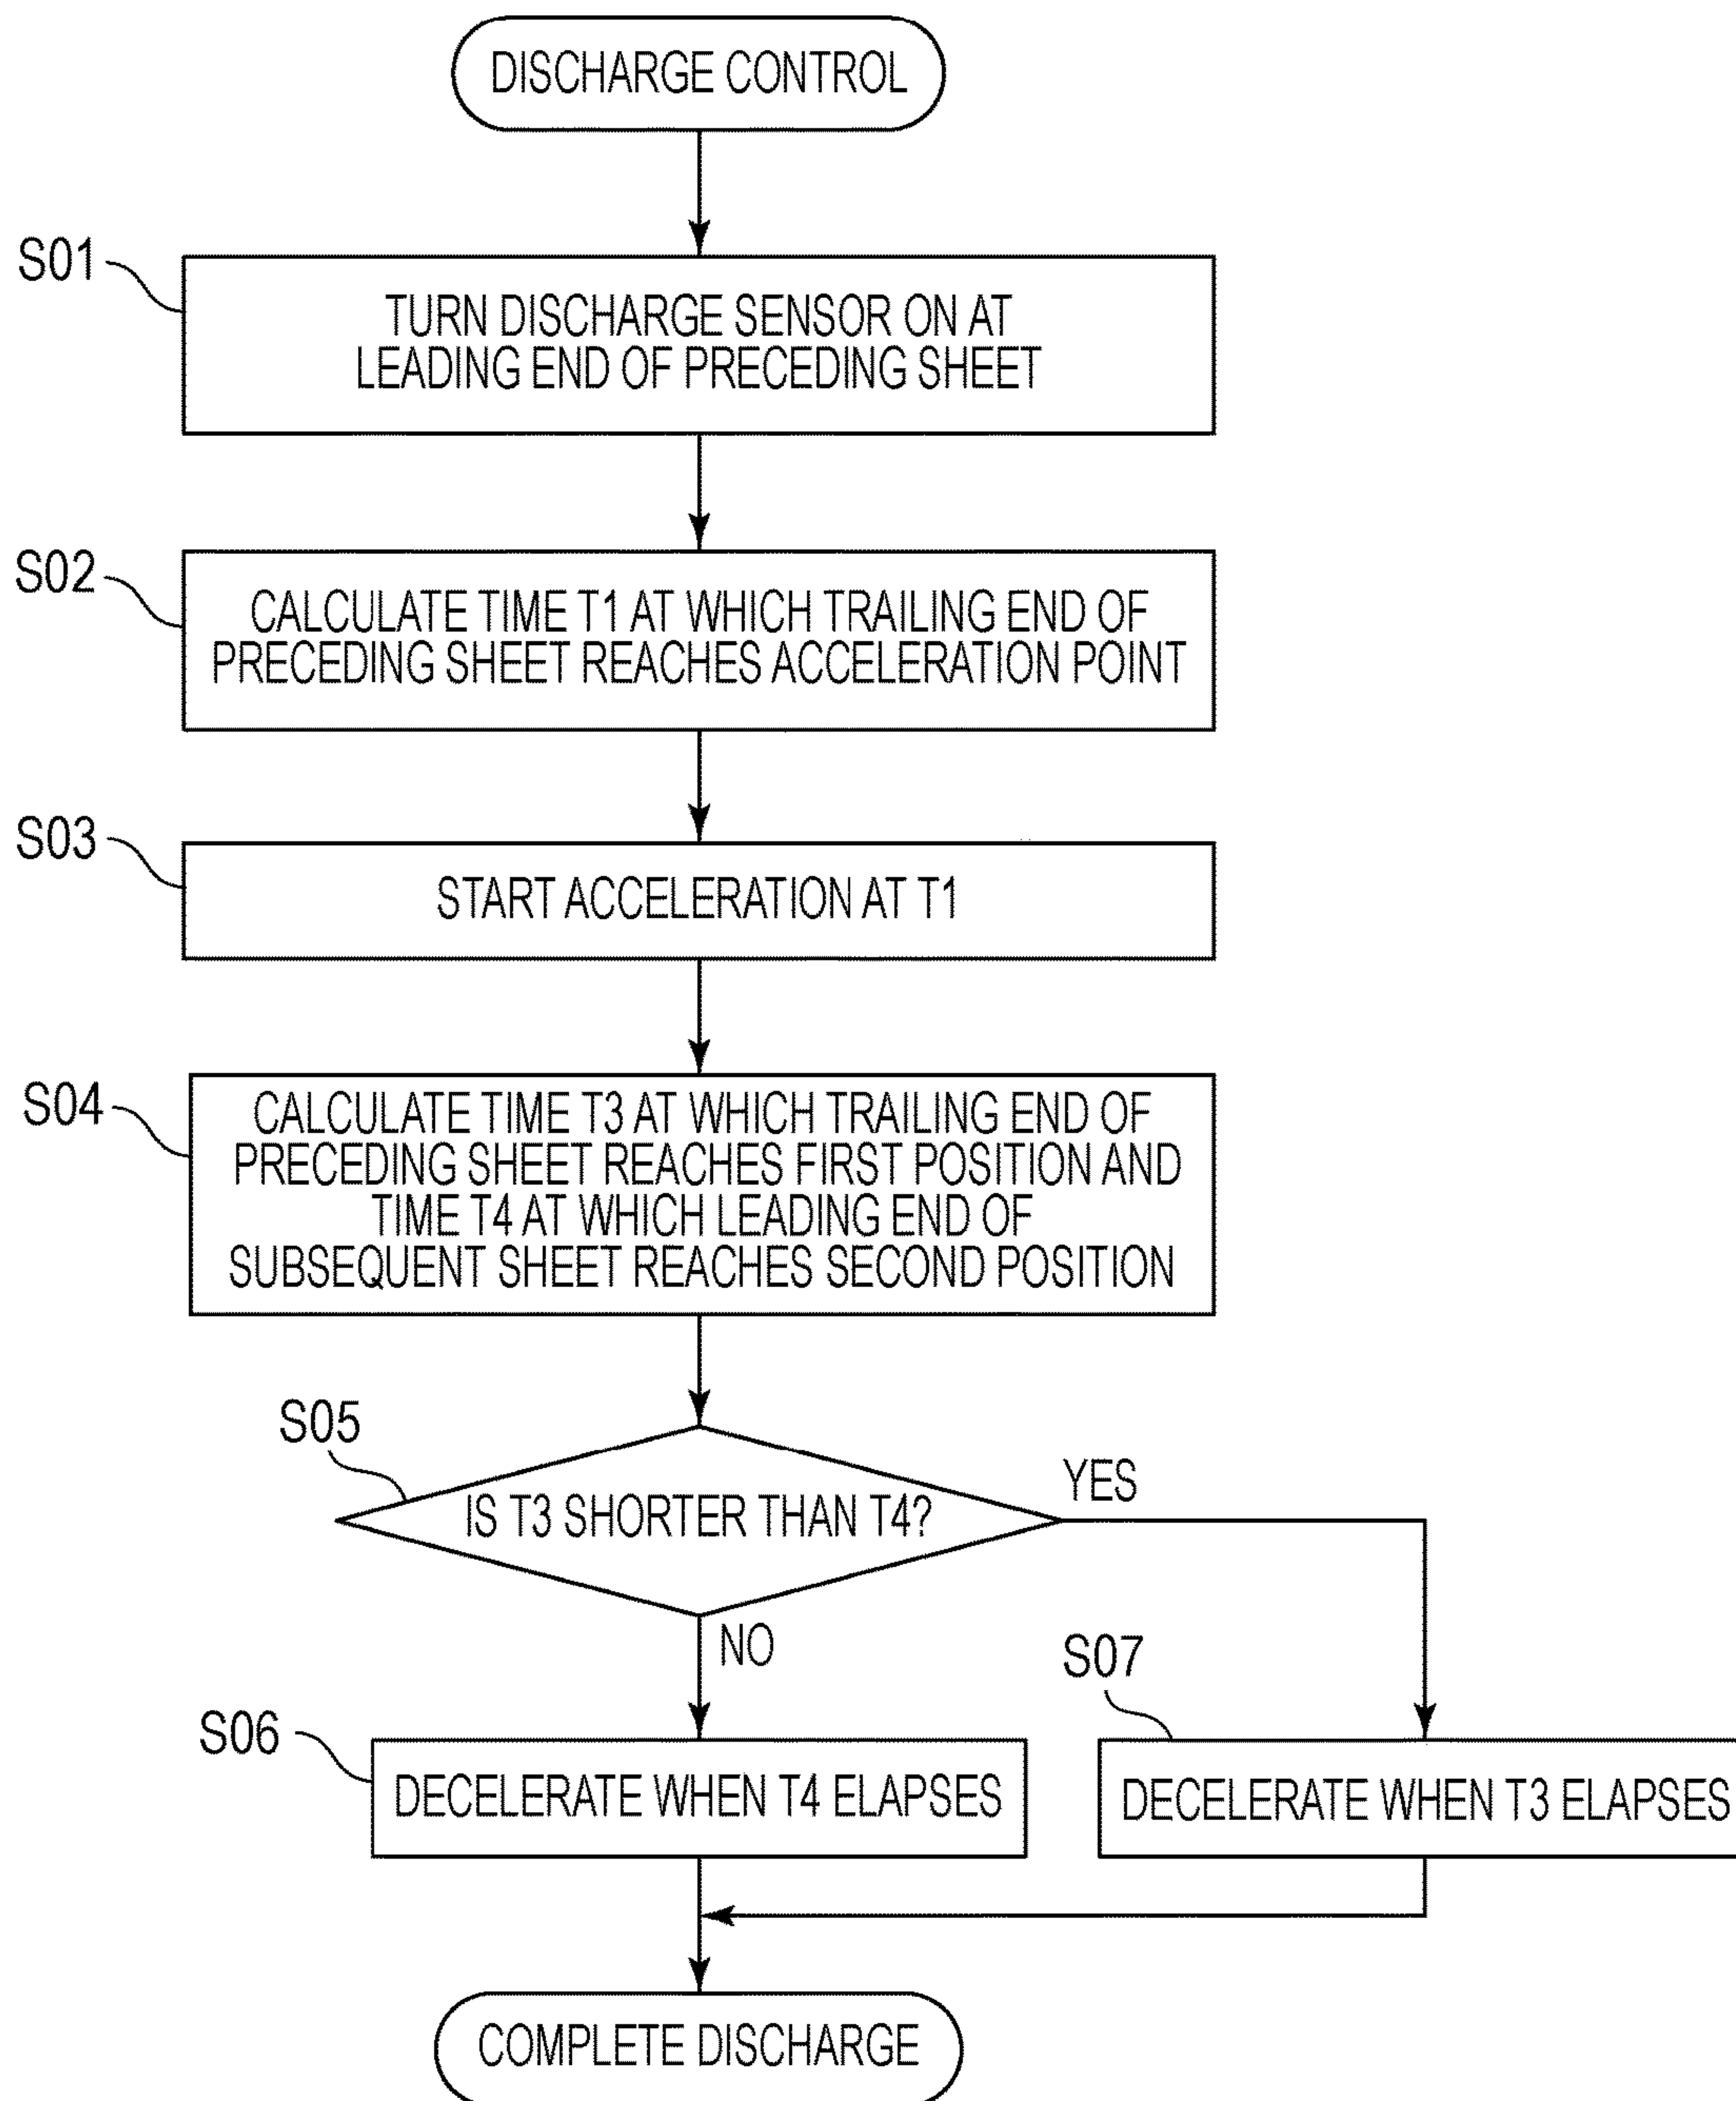 DISCHARGE CONTROL
S01
TURN DISCHARGE SENSOR ON AT
LEADING END OF PRECEDING SHEET
S02
CALCULATE TIME T1 AT WHICH TRAILING END OF
PRECEDING SHEET REACHES ACCELERATION POINT
S03
START ACCELERATION AT T1
S04
CALCULATE TIME T3 AT WHICH TRAILING END OF
PRECEDING SHEET REACHES FIRST POSITION AND
TIME T4 AT WHICH LEADING END OF
SUBSEQUENT SHEET REACHES SECOND POSITION
S05
IS T3 SHORTER THAN T4?
YES
NO
S06
DECELERATE WHEN T4 ELAPSES
S07
DECELERATE WHEN T3 ELAPSES
COMPLETE DISCHARGE